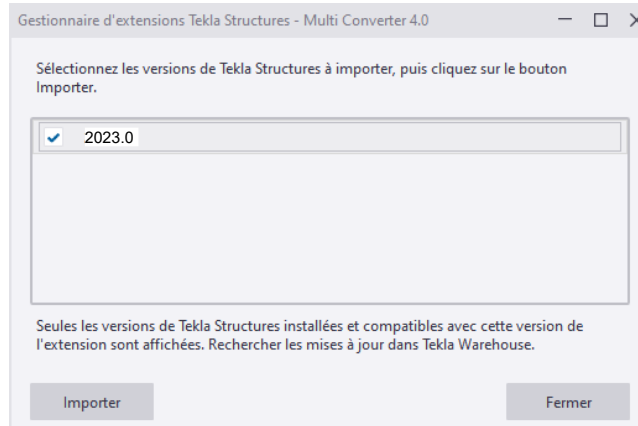 Gestionnaire d'extensions Tekla Structures - Multi Converter 4.0
Sélectionnez les versions de Tekla Structures à importer, puis cliquez sur le bouton
Importer.
2023.0
Seules les versions de Tekla Structures installées et compatibles avec cette version de
l'extension sont affichées. Rechercher les mises à jour dans Tekla Warehouse.
Importer
Fermer